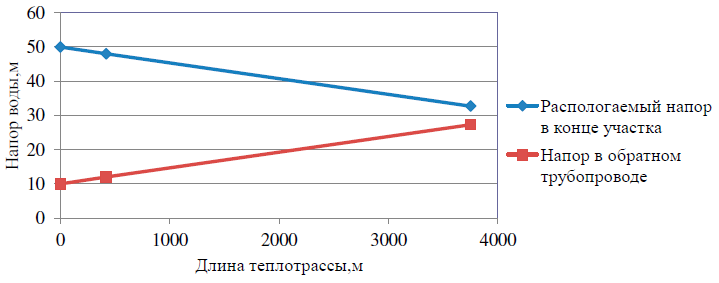 60
50
40
30
20
10
0
Напор воды,м
0 1000 2000 3000 4000
Длина теплотрассы,м
Распологаемый напор
в конце участка
Напор в обратном
трубопроводе